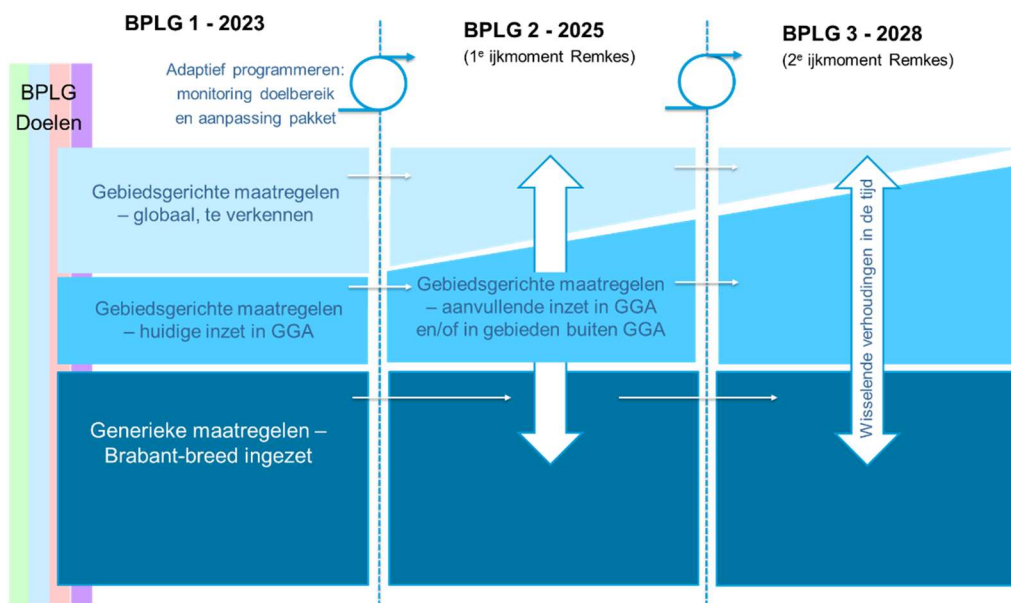 BPLG 1 - 2023
BPLG 2 - 2025
(1e ijkmoment Remkes)
BPLG 3 - 2028
(2e ijkmoment Remkes)
Adaptief programmeren:
monitoring doelbereik
en aanpassing pakket
BPLG
Doelen
Gebiedsgerichte maatregelen
– globaal, te verkennen
Gebiedsgerichte maatregelen
– huidige inzet in GGA
Gebiedsgerichte maatregelen
– aanvullende inzet in GGA
en/of in gebieden buiten GGA
Generieke maatregelen –
Brabant-breed ingezet
Wisselende verhoudingen in de tijd